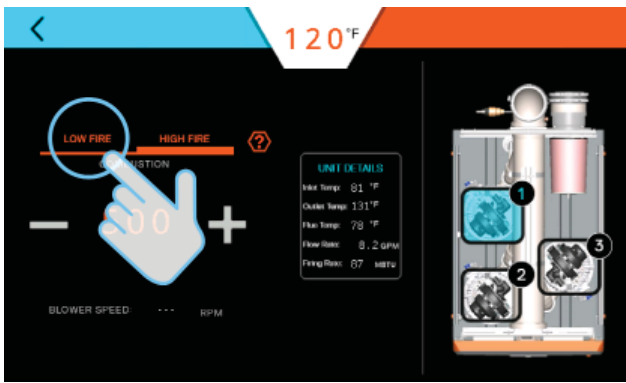 120°F
LOW FIRE HIGH FIRE ?
UNIT DETAILS
Inlet Temp: 81 °F
Outlet Temp: 131°F
Flue Temp: 78 °F
Flow Rate: 8.2 GPM
Firing Rate: 87 MBTU
BLOWER SPEED: --- RPM
1
2
3